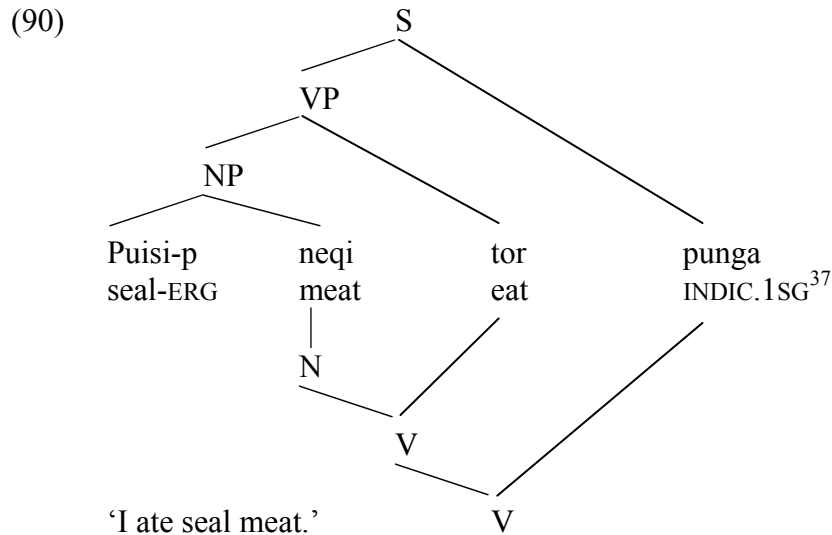 (90) S
VP
NP
Puisi-p neqi tor punga
seal-ERG meat eat INDIC.1SG37
N
V
‘I ate seal meat.’ V